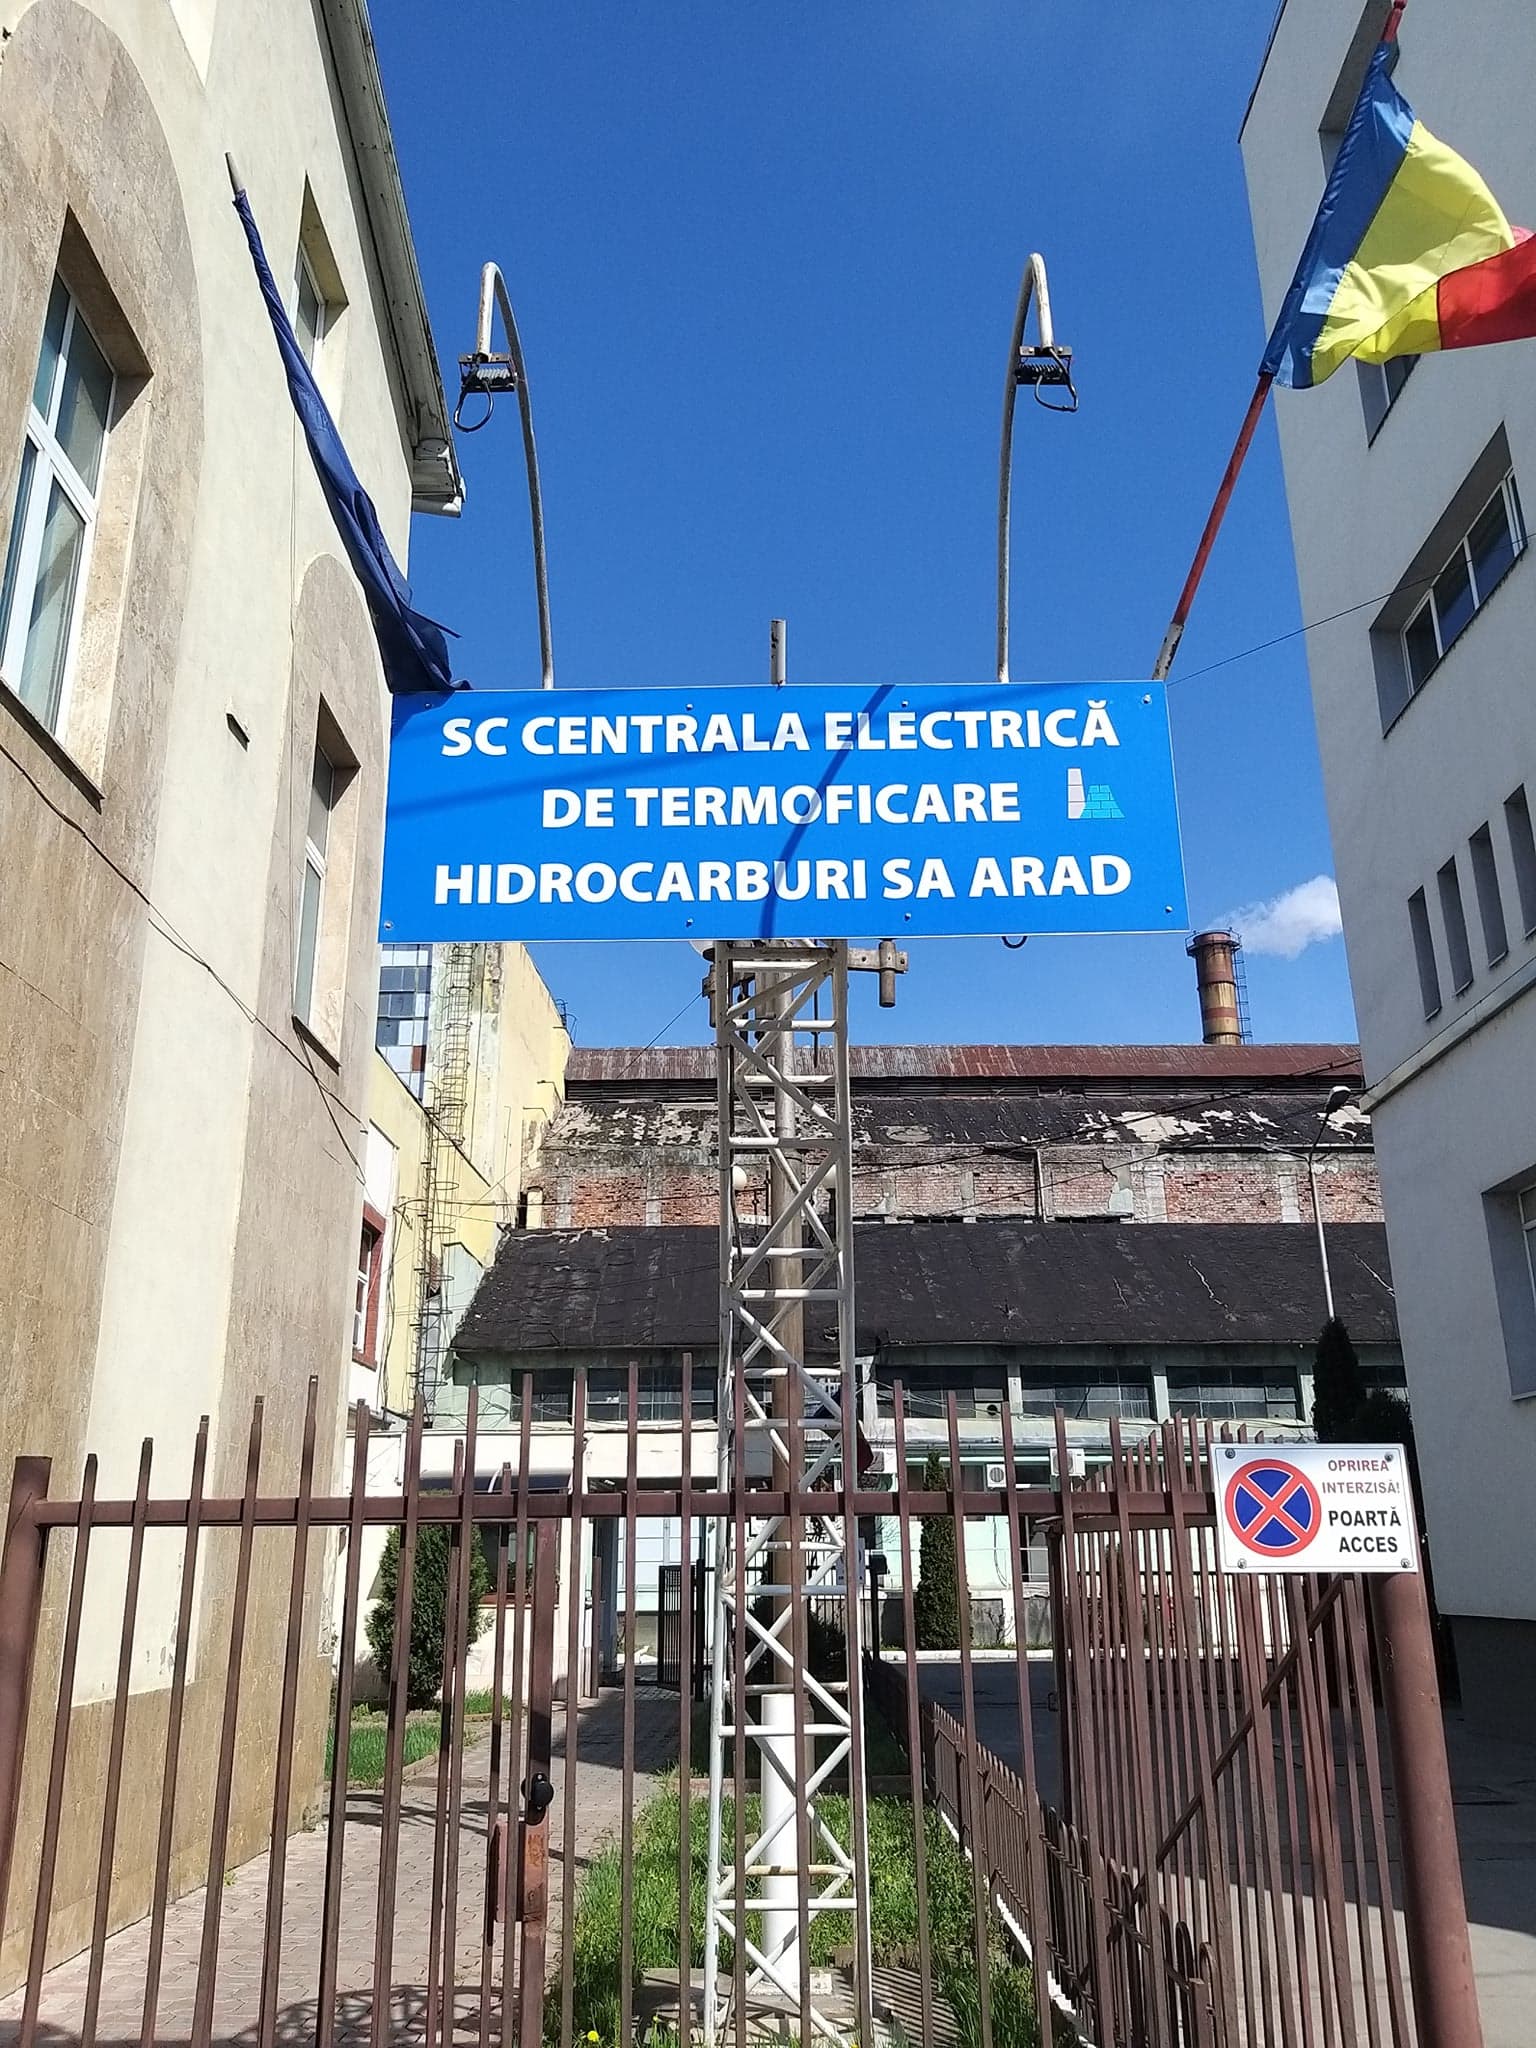 SC CENTRALA ELECTRICĂ
DE TERMOFICARE
HIDROCARBURI SA ARAD
OPRIREA
INTERZISĂ!
POARTĂ
ACCES